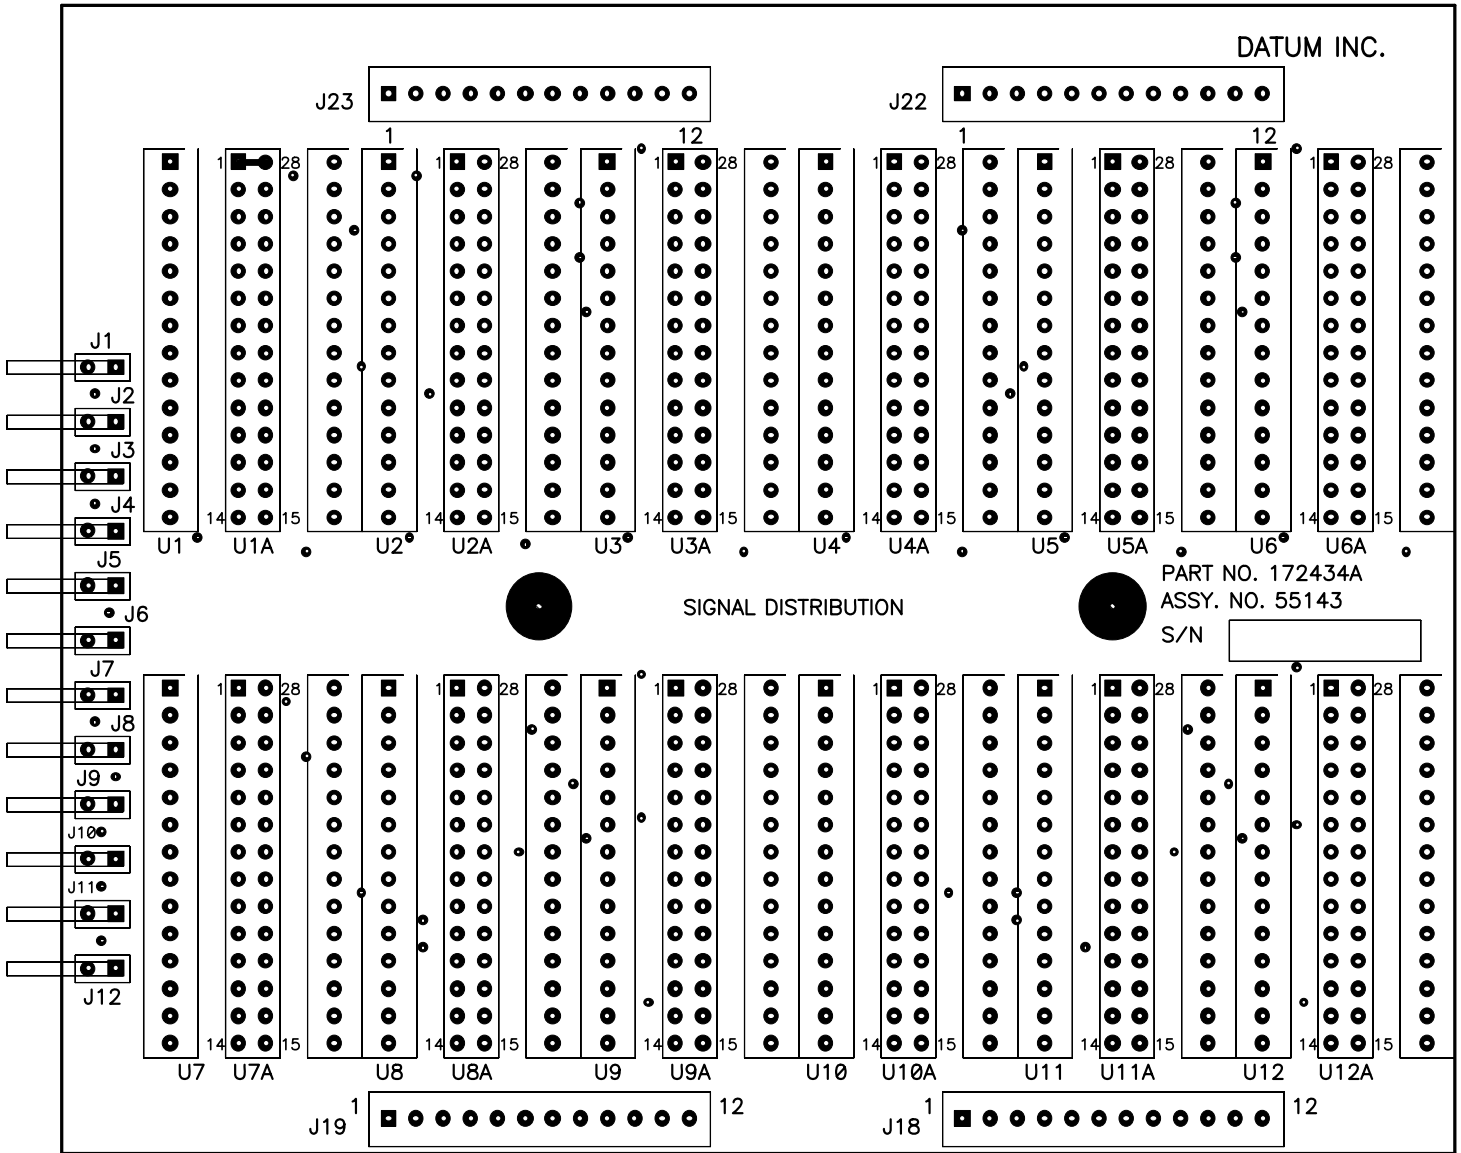 DATUM INC.
J23
J22
1 12
1 12
1 28
1 28
1 28
1 28
1 28
1 28
J1
J2
J3
J4
J5
J6
J7
J8
J9
J10
J11
J12
14 15
14 15
14 15
14 15
14 15
14 15
U1 U1A U2 U2A U3 U3A U4 U4A U5 U5A U6 U6A
PART NO. 172434A
SIGNAL DISTRIBUTION
ASSY. NO. 55143
S/N
1 28
1 28
1 28
1 28
1 28
1 28
14 15
14 15
14 15
14 15
14 15
14 15
U7 U7A U8 U8A U9 U9A U10 U10A U11 U11A U12 U12A
1 12
1 12
J19
J18